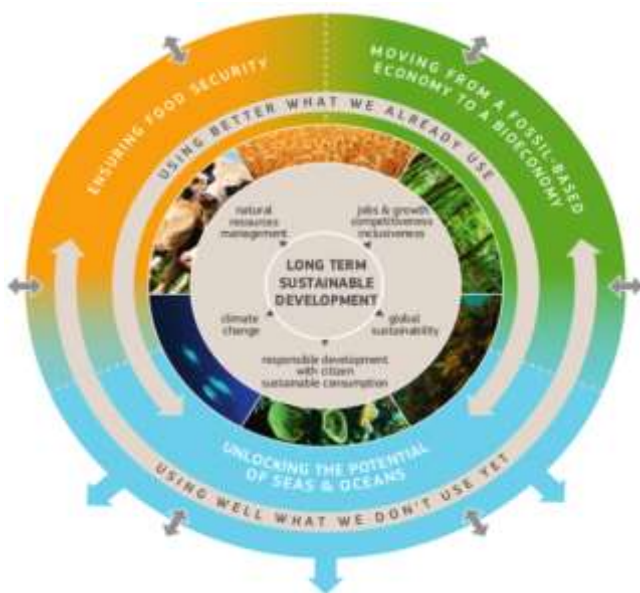 ENSURING FOOD SECURITY
MOVING FROM A FOSSIL-BASED
ECONOMY TO A BIOECONOMY
USING BETTER WHAT WE ALREADY USE
natural
resources
management
jobs & growth
competitiveness
inclusiveness
LONG TERM
SUSTAINABLE
DEVELOPMENT
climate
change
global
sustainability
responsible development
with citizen
sustainable consumption
UNLOCKING THE POTENTIAL
OF SEAS & OCEANS
USING WELL WHAT WE DON'T USE YET